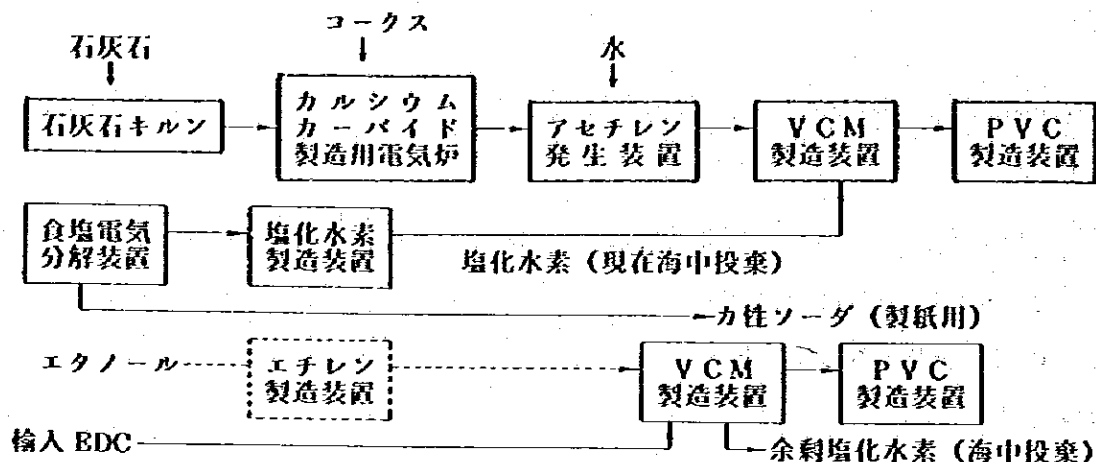 コークス
石灰石
水
石灰石キルン
カルシウム
カーバイド
製造用電気炉
アセチレン
発生装置
VCM
製造装置
PVC
製造装置
食塩電気
分解装置
塩化水素
製造装置
塩化水素（現在海中投棄）
カ性ソーダ（製紙用）
エタノール
エチレン
製造装置
VCM
製造装置
PVC
製造装置
輸入 EDC
余剰塩化水素（海中投棄）